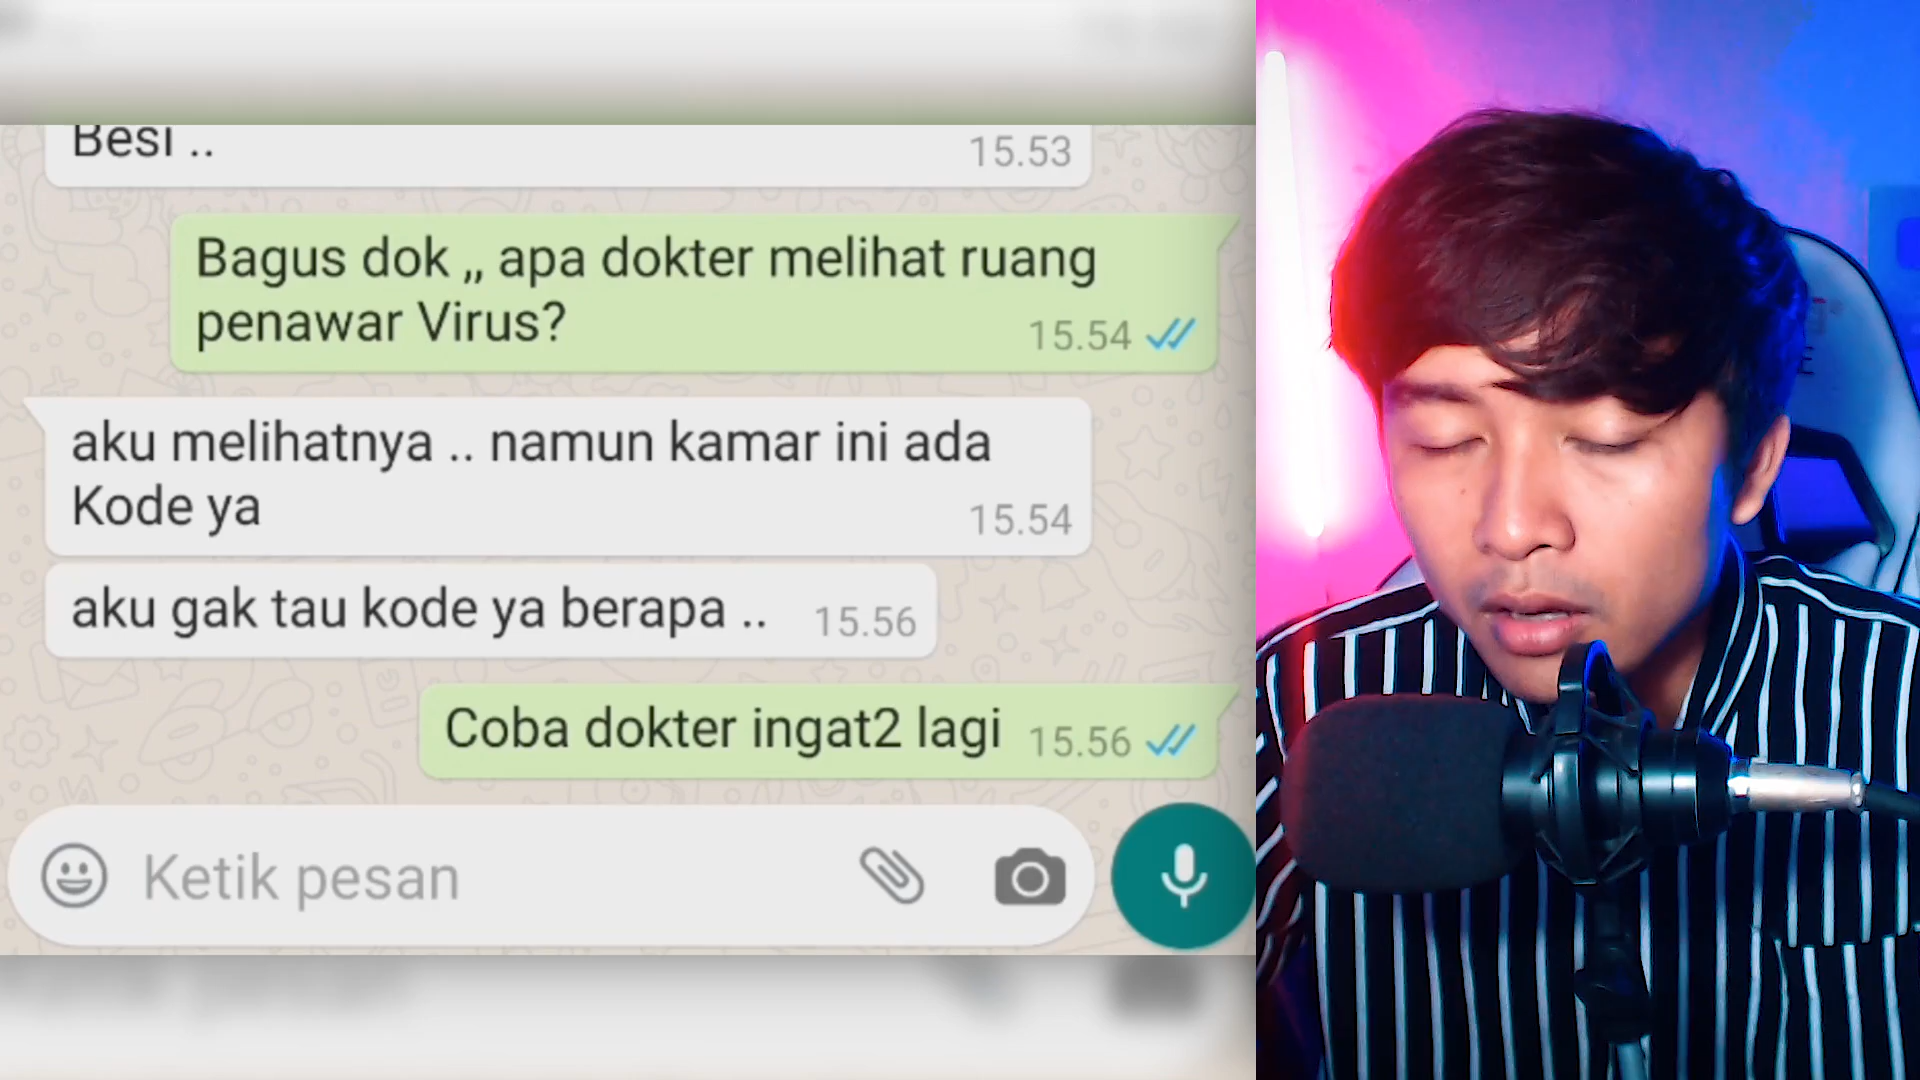 Besi ..
15.53
Bagus dok ,, apa dokter melihat ruang
penawar Virus?
15.54
aku melihatnya .. namun kamar ini ada
Kode ya
15.54
aku gak tau kode ya berapa ..
15.56
Coba dokter ingat2 lagi
15.56
Ketik pesan